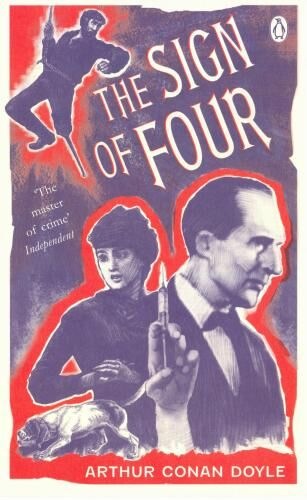 THE SIGN
OF FOUR
'The
master
of crime'
Independent
ARTHUR CONAN DOYLE